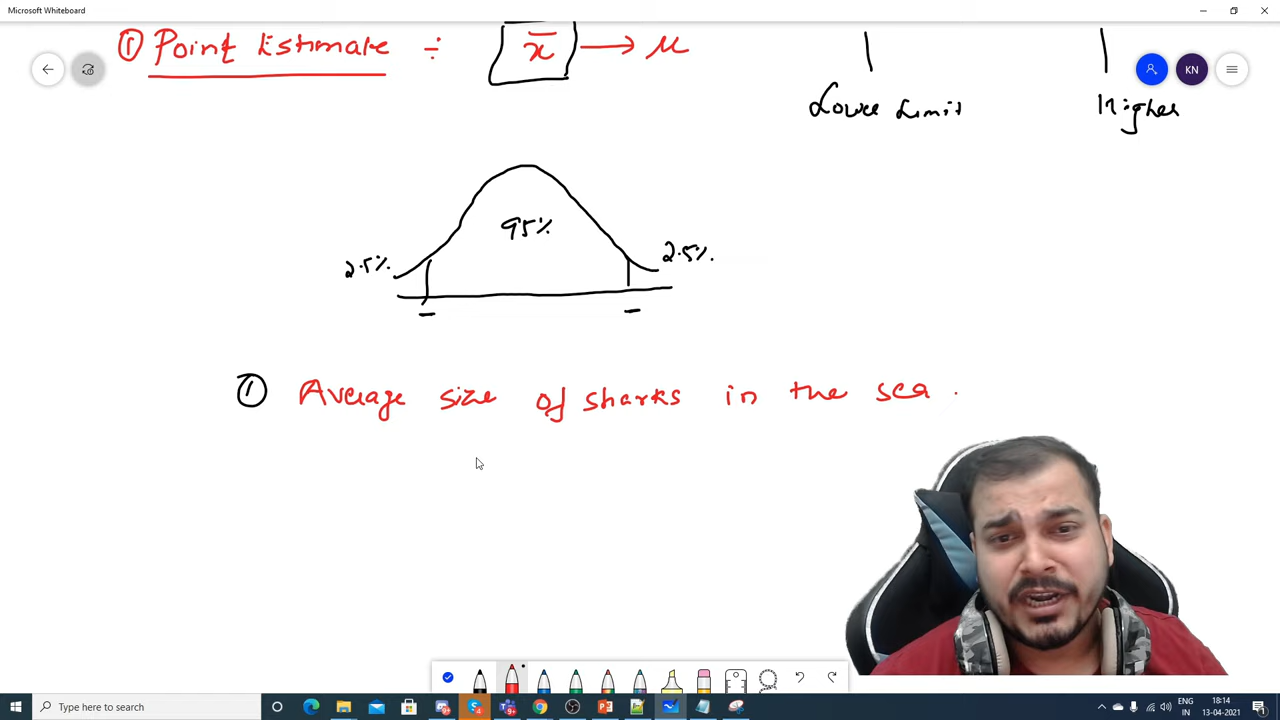 Microsoft Whiteboard
① Point Estimate ÷ x̄ → μ
KN
Lower Limit
Higher
95%
2.5%
2.5%.
① Average size of sharks in the sea.
Type here to search
ENG
IN
18:14
13-04-2021